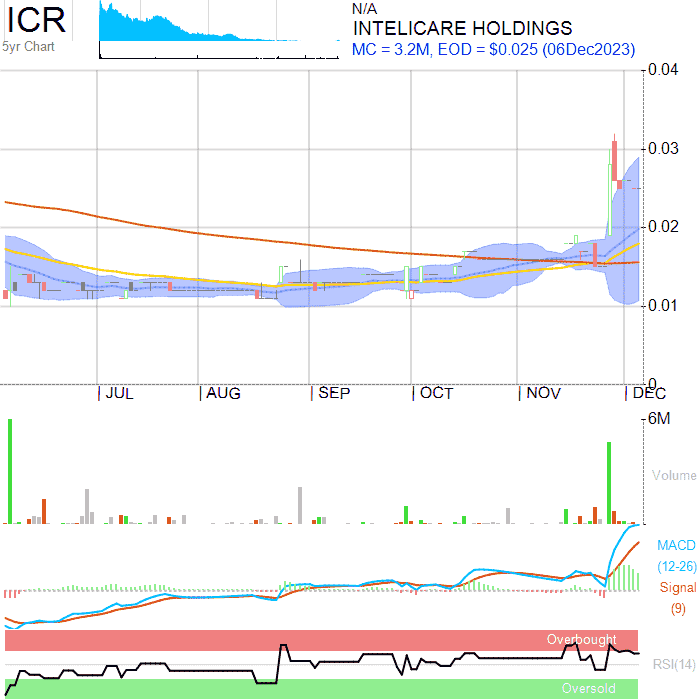 ICR
5yr Chart
N/A
INTELICARE HOLDINGS
MC = 3.2M, EOD = $0.025 (06Dec2023)
0.04
0.03
0.02
0.01
0
JUL AUG SEP OCT NOV DEC
6M
Volume
MACD
(12-26)
Signal
(9)
Overbought
RSI(14)
Oversold